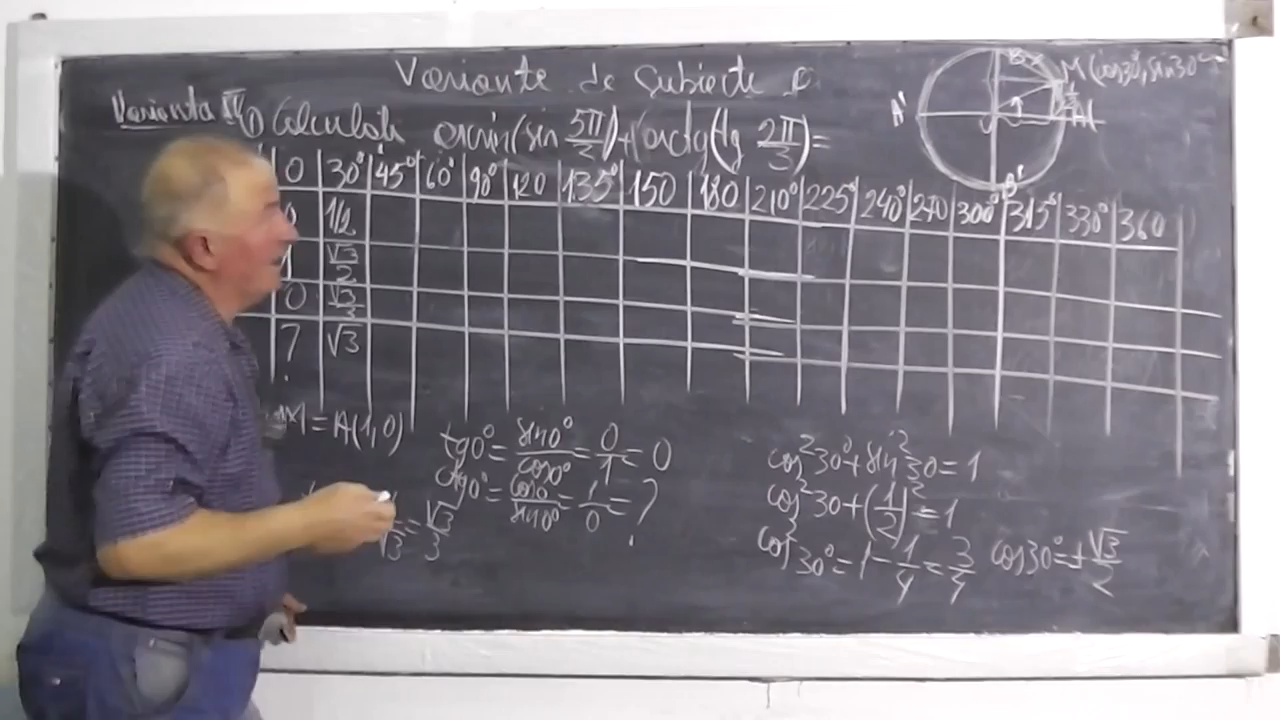 Variante de subiecte
Varianta IV 1) Calculati arcsin(sin 5π/2)+(arctg(tg 2π/3)=
A' M(cos30°, sin30°
A
B'
0 30° 45° 60° 90° 120 135° 150 180 210° 225° 240° 270 300° 315° 330° 360
1/2
√3/2
0 √3/3
? √3
M=A(1,0)
tg0°=sin0°/cos0°=0/1=0
ctg0°=cos0/sin0°=1/0=?
√3=√3/3
cos²30°+sin²30=1
cos²30+(1/2)²=1
cos²30°=1-1/4=3/4 cos30°=±√3/2